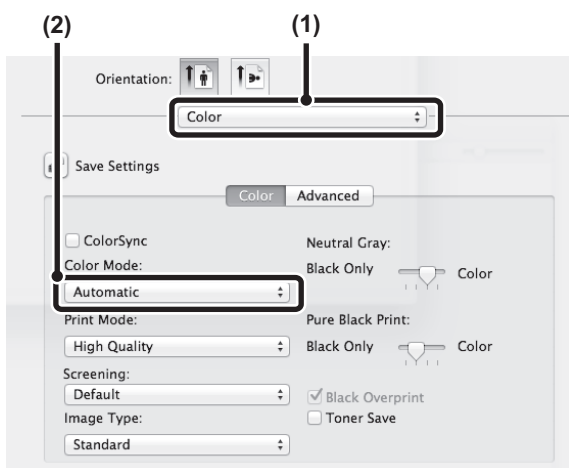 (2) (1)
Orientation:
Color
Save Settings
Color Advanced
ColorSync
Neutral Gray:
Color Mode:
Black Only Color
Automatic
Print Mode:
Pure Black Print:
High Quality
Black Only Color
Screening:
Default
Black Overprint
Image Type:
Toner Save
Standard